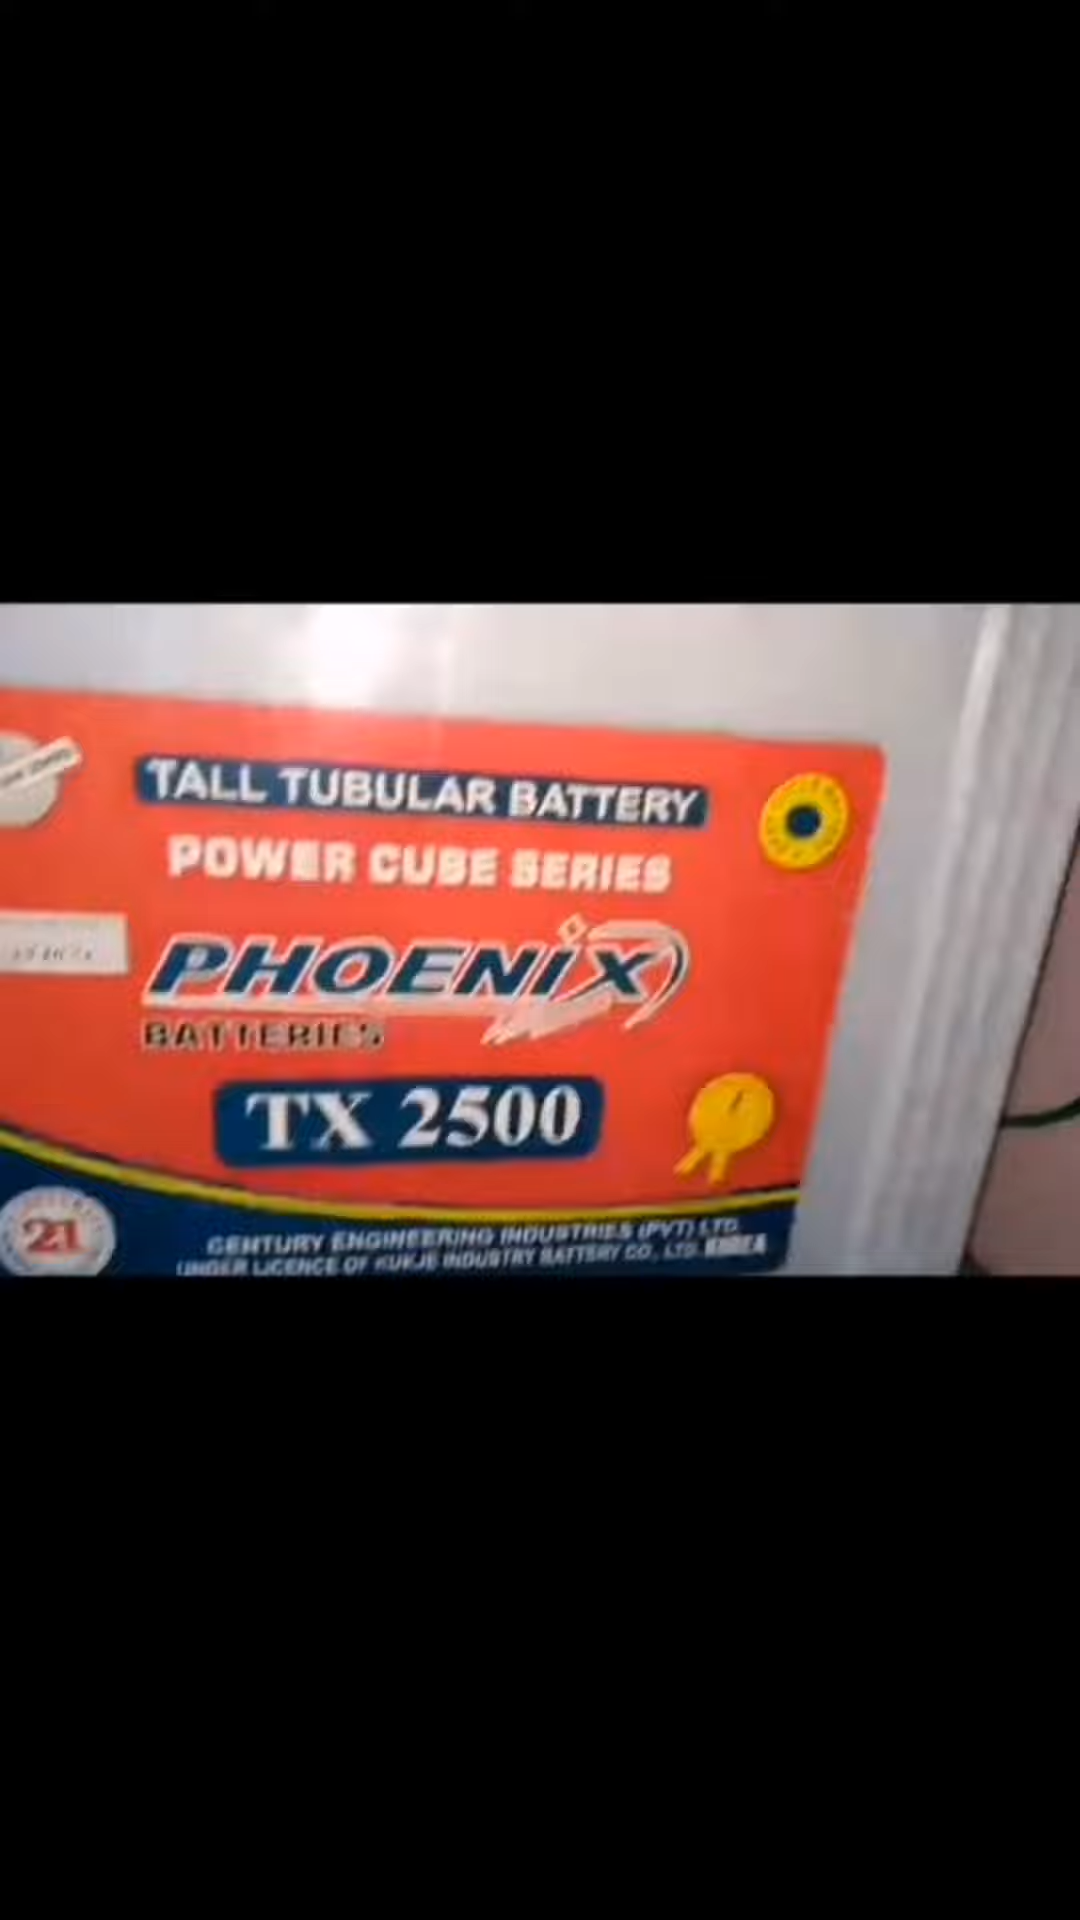 TALL TUBULAR BATTERY
POWER CUBE SERIES
PHOENIX
BATTERIES
TX 2500
21
CENTURY ENGINEERING INDUSTRIES (PVT) LTD.
UNDER LICENCE OF KUKJE INDUSTRY BATTERY CO., LTD. KOREA